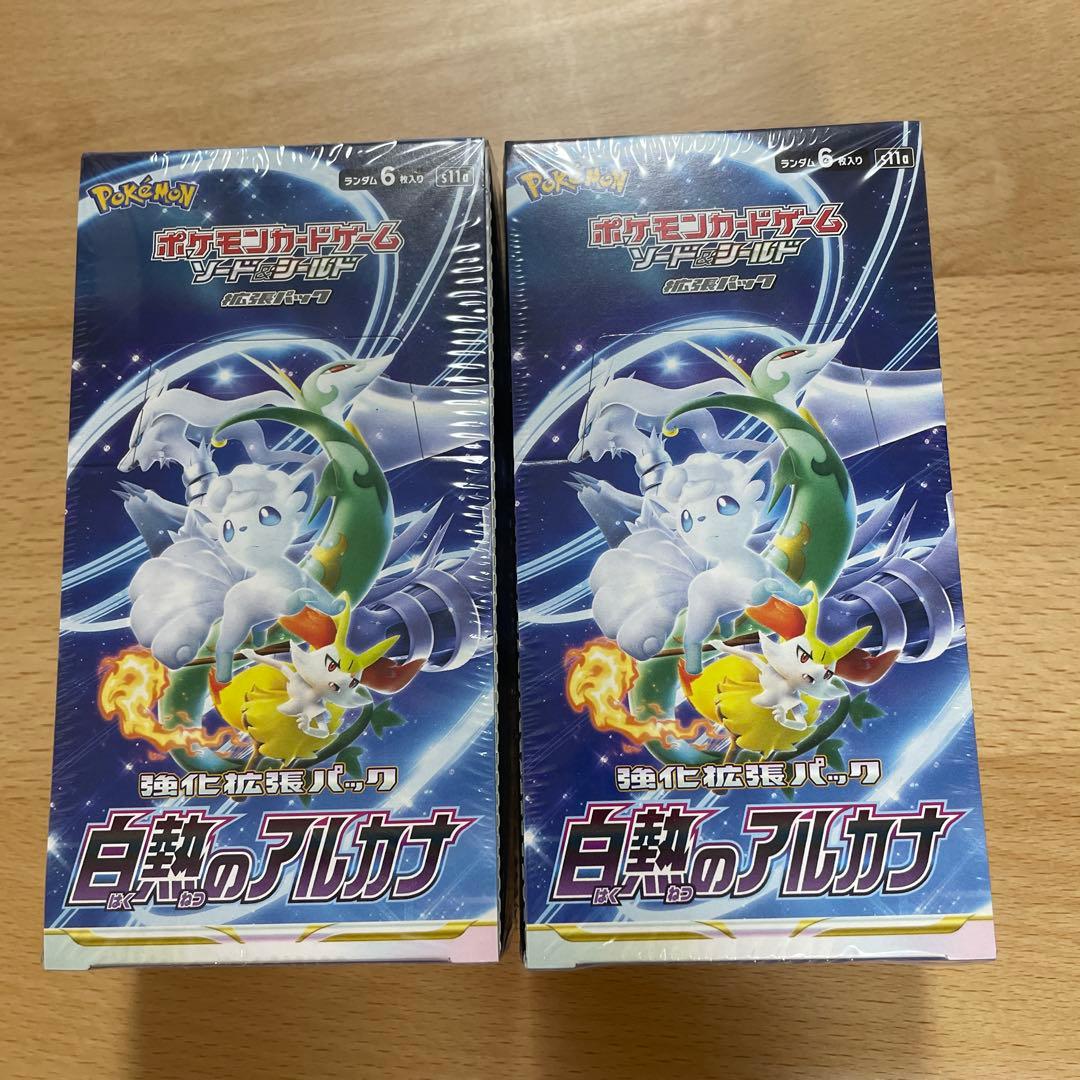 POKéMON
ランダム6枚入り S11a
ポケモンカードゲーム
ソード&シールド
拡張パック
強化拡張パック
白熱のアルカナ
はく ねつ
POKéMON
ランダム6枚入り S11a
ポケモンカードゲーム
ソード&シールド
拡張パック
強化拡張パック
白熱のアルカナ
はく ねつ